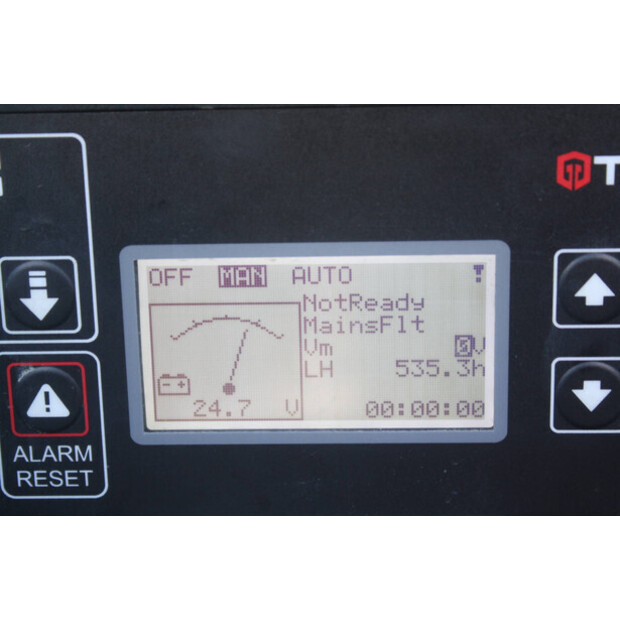 OFF MAN AUTO
NotReady
MainsFlt
Vm 0V
LH 535.3h
24.7 V
00:00:00
ALARM
RESET